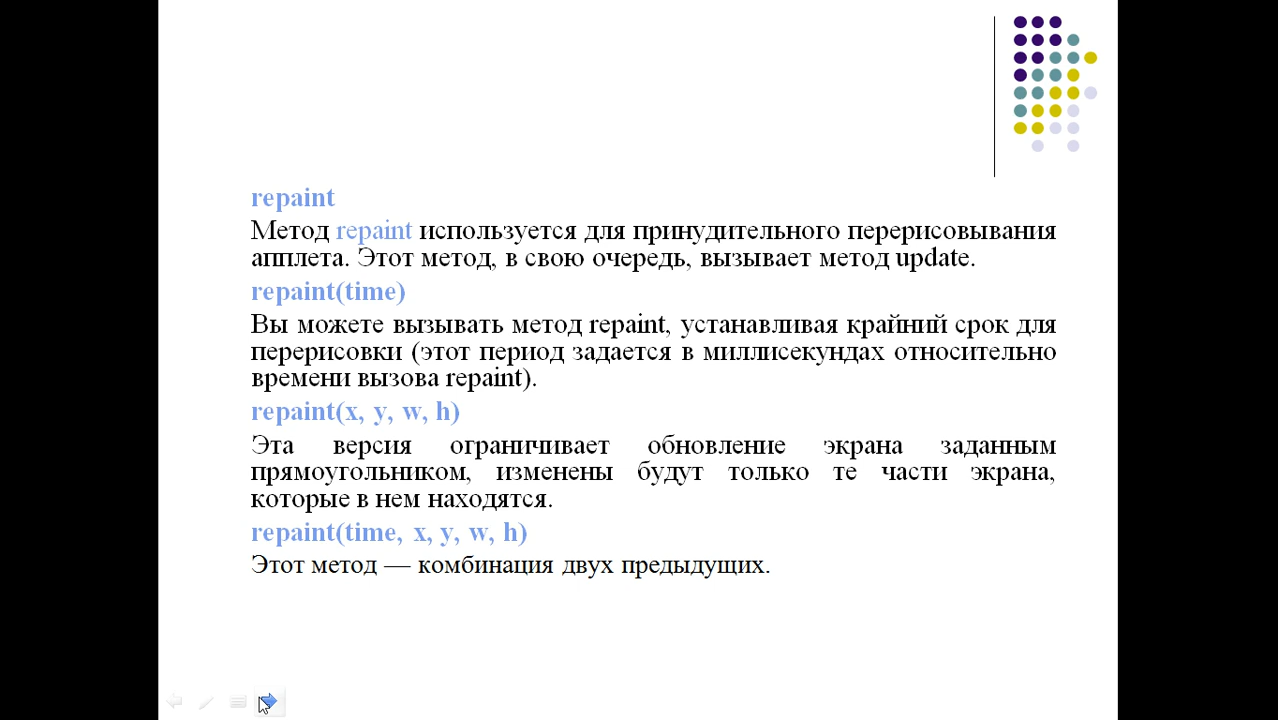 repaint
Метод repaint используется для принудительного перерисовывания
апплета. Этот метод, в свою очередь, вызывает метод update.
repaint(time)
Вы можете вызывать метод repaint, устанавливая крайний срок для
перерисовки (этот период задается в миллисекундах относительно
времени вызова repaint).
repaint(x, y, w, h)
Эта версия ограничивает обновление экрана заданным
прямоугольником, изменены будут только те части экрана,
которые в нем находятся.
repaint(time, x, y, w, h)
Этот метод — комбинация двух предыдущих.